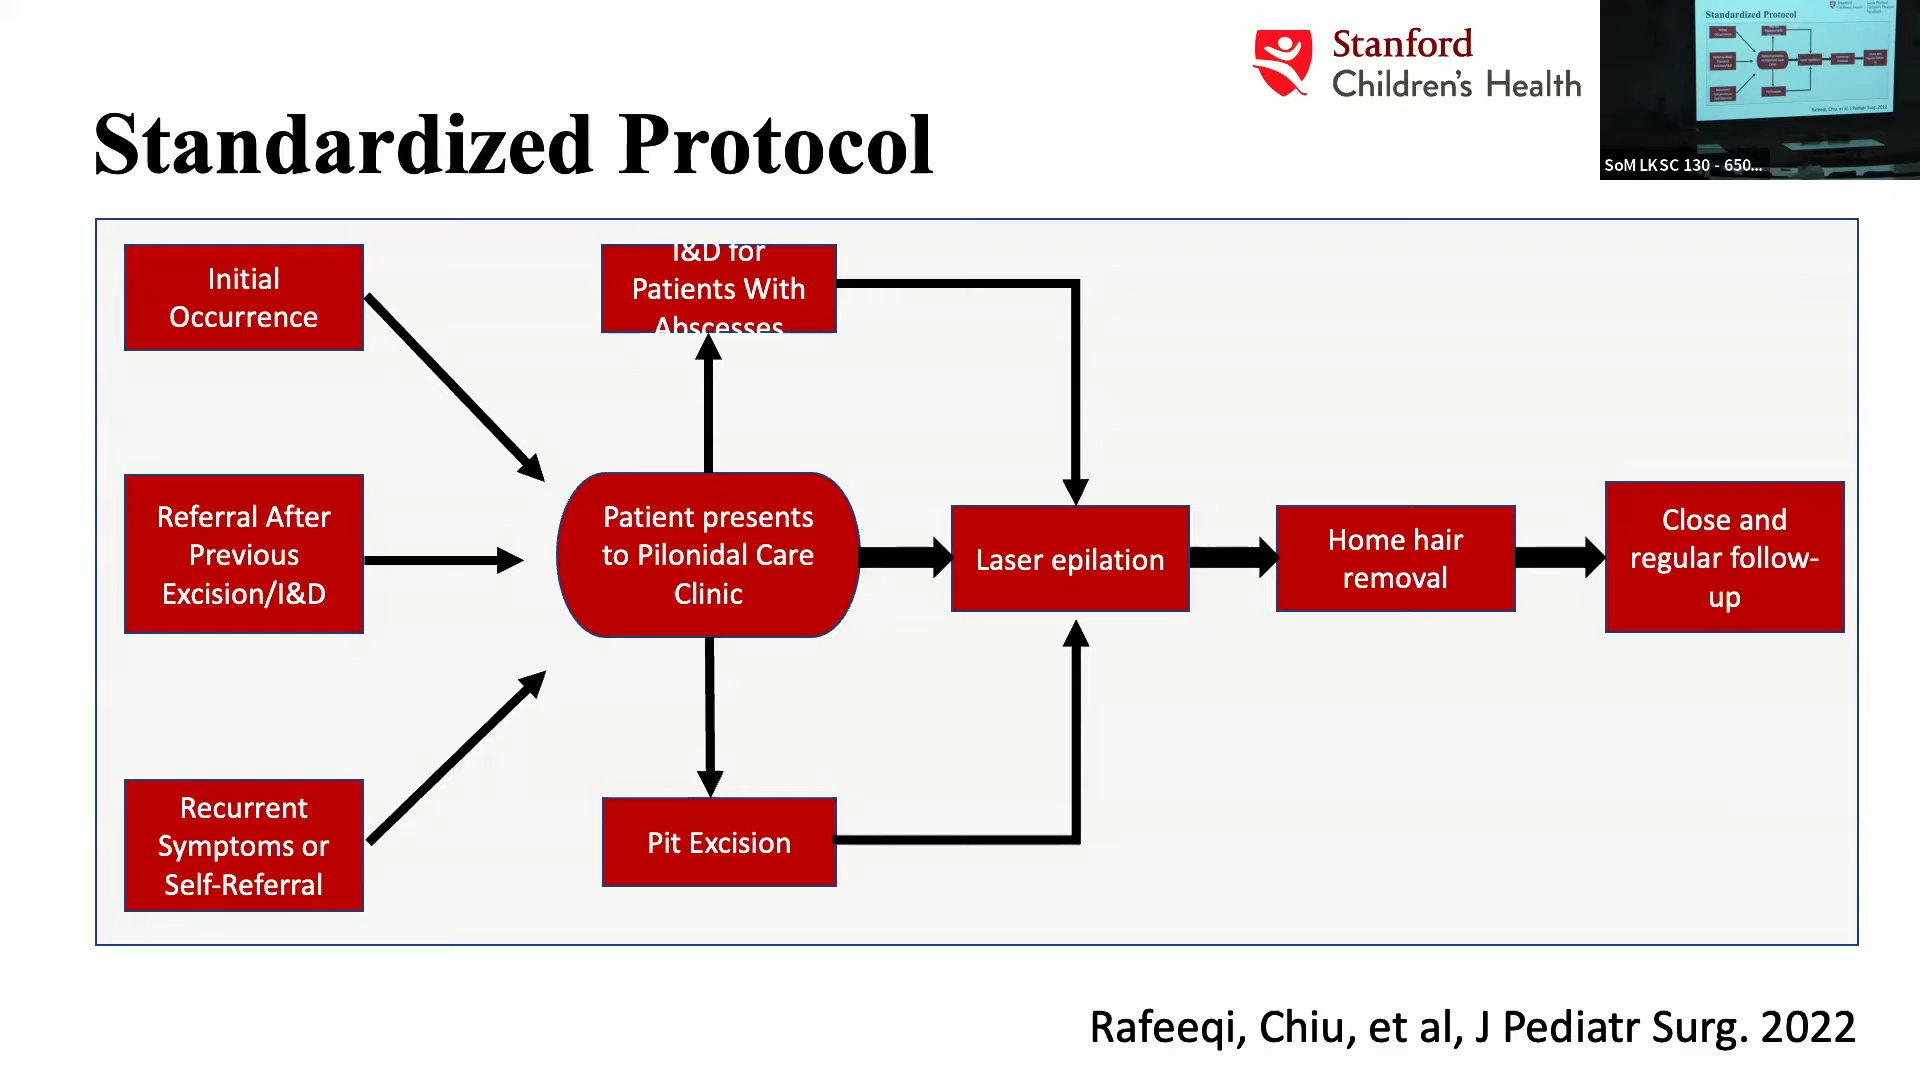 Stanford
Children's Health
Standardized Protocol
SoM LKSC 130 - 650...
Standardized Protocol
Initial
Occurrence
I&D for
Patients With
Abscesses
Referral After
Previous
Excision/I&D
Patient presents
to Pilonidal Care
Clinic
Laser epilation
Home hair
removal
Close and
regular follow-
up
Recurrent
Symptoms or
Self-Referral
Pit Excision
Rafeeqi, Chiu, et al, J Pediatr Surg. 2022